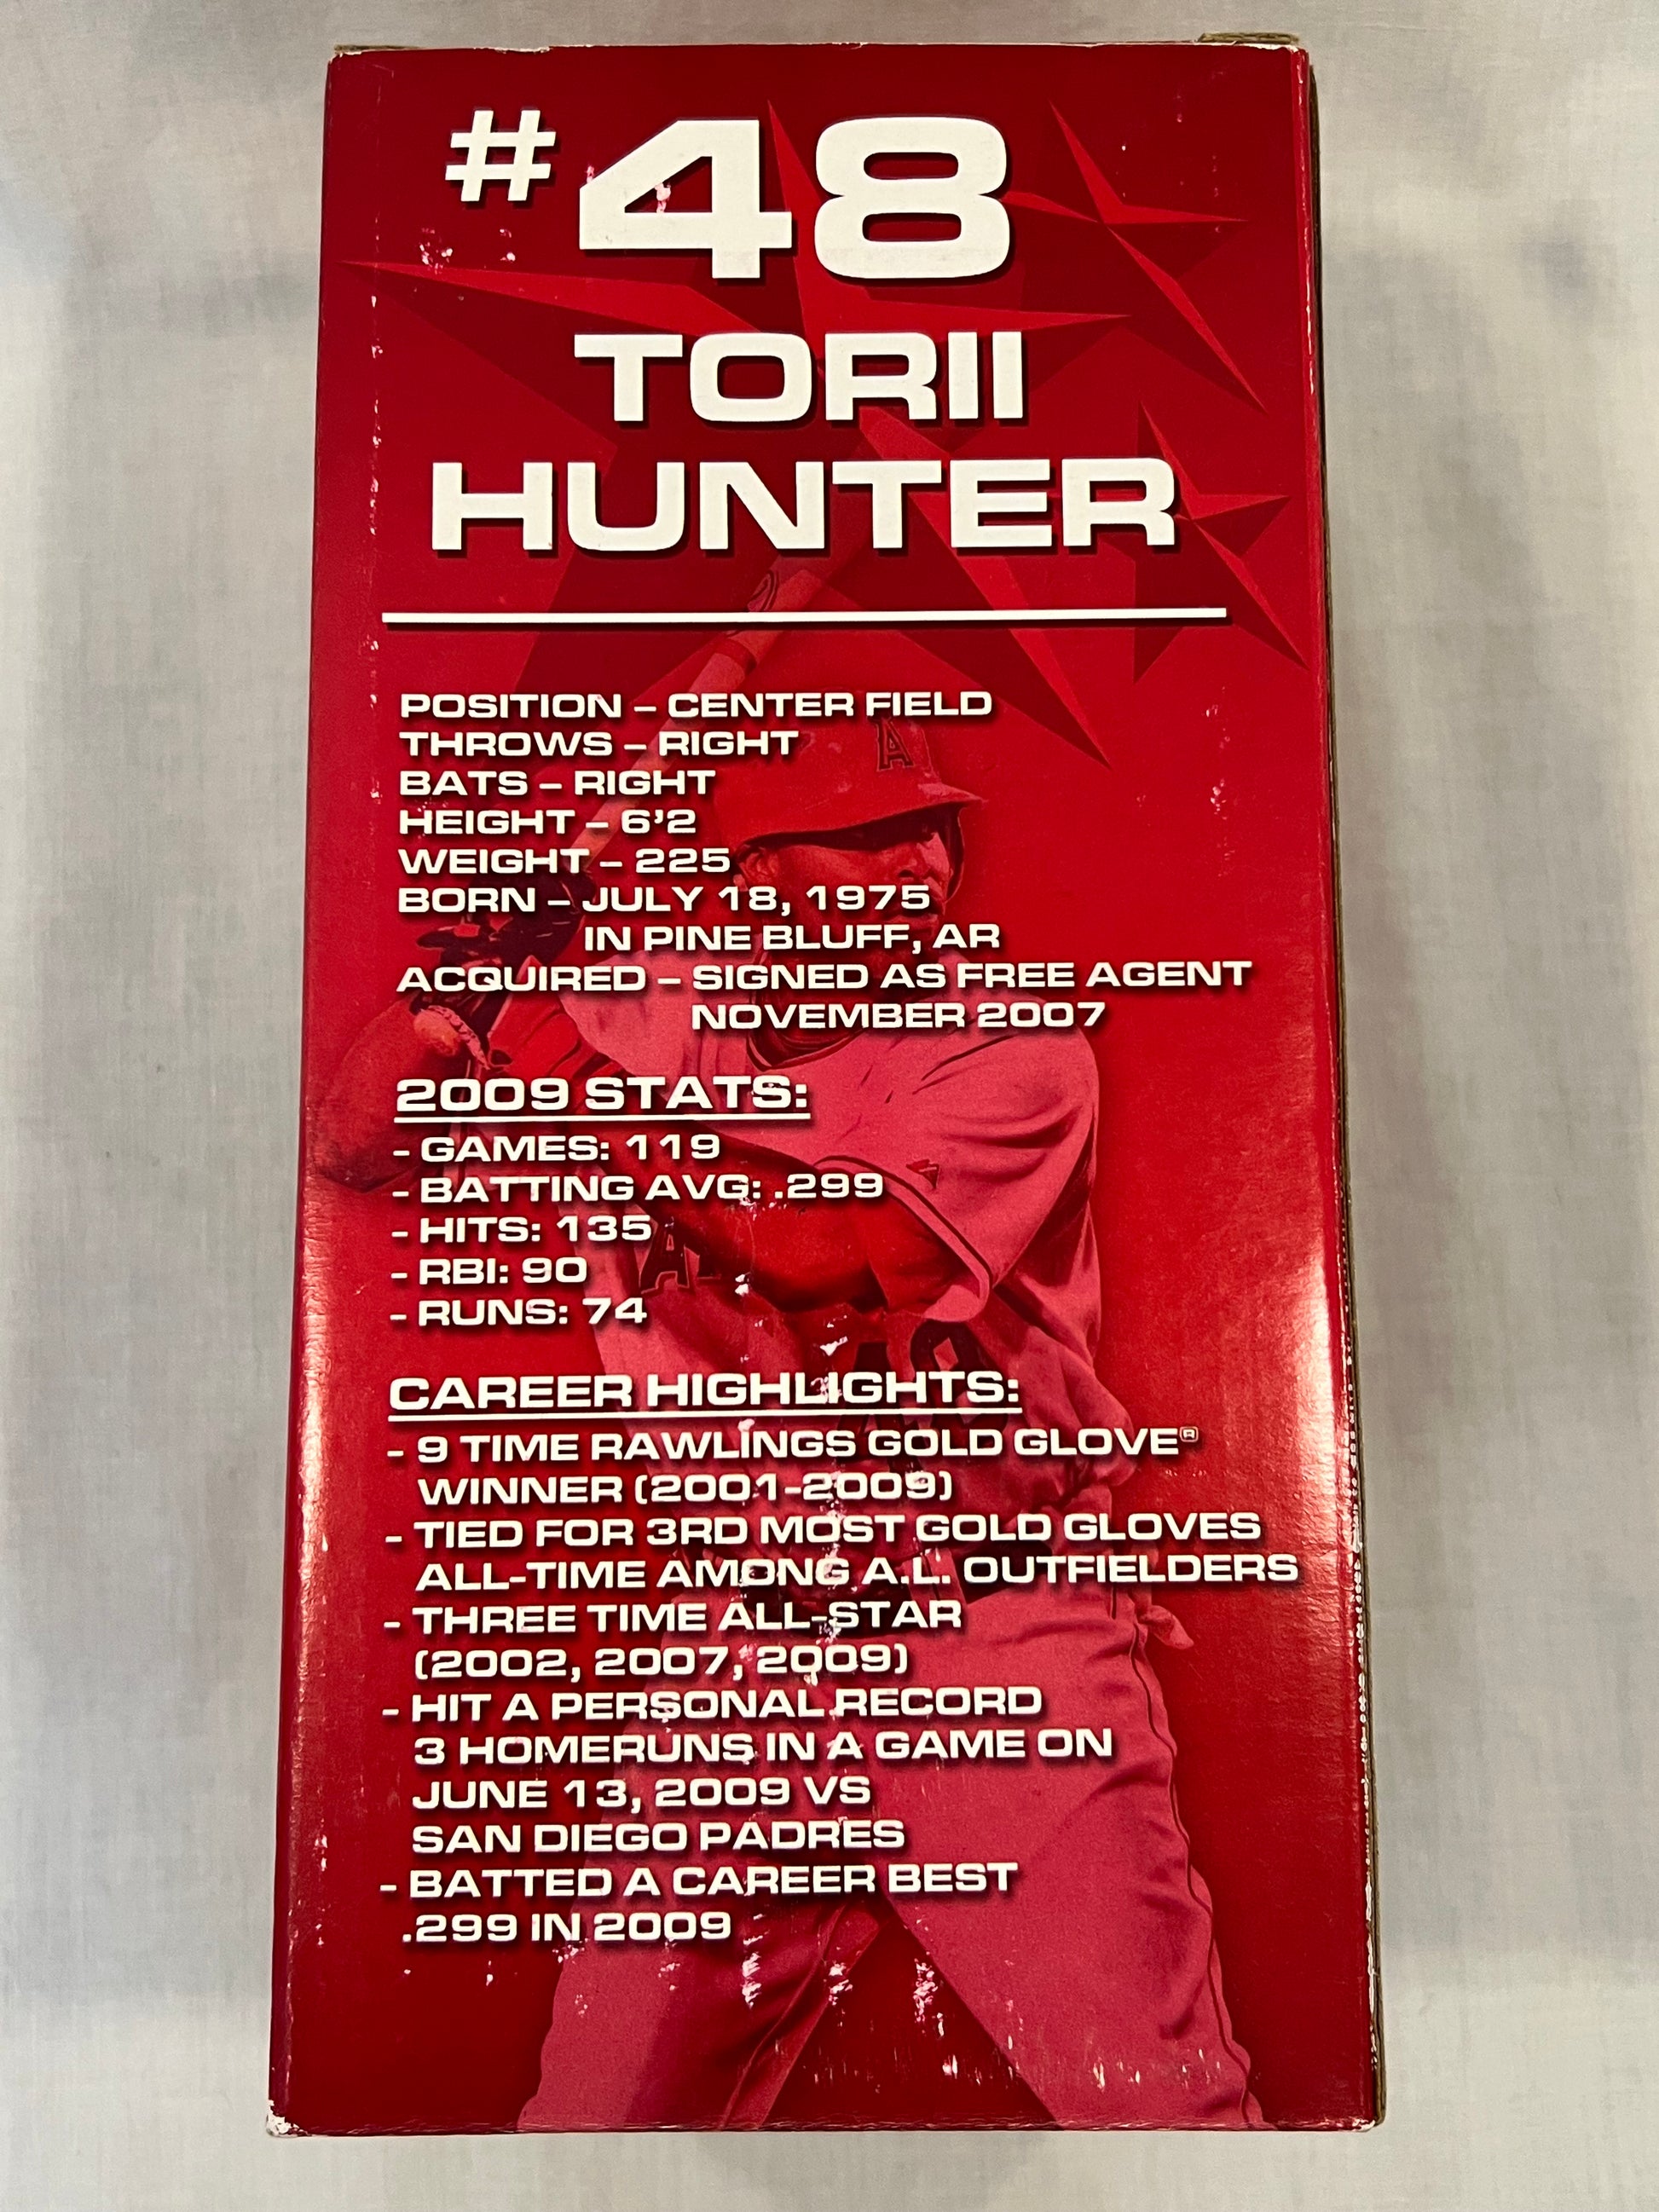 #48
TORII
HUNTER
POSITION – CENTER FIELD
THROWS – RIGHT
BATS – RIGHT
HEIGHT – 6'2
WEIGHT – 225
BORN – JULY 18, 1975
IN PINE BLUFF, AR
ACQUIRED – SIGNED AS FREE AGENT
NOVEMBER 2007
2009 STATS:
- GAMES: 119
- BATTING AVG: .299
- HITS: 135
- RBI: 90
- RUNS: 74
CAREER HIGHLIGHTS:
- 9 TIME RAWLINGS GOLD GLOVE®
WINNER (2001-2009)
- TIED FOR 3RD MOST GOLD GLOVES
ALL-TIME AMONG A.L. OUTFIELDERS
- THREE TIME ALL-STAR
(2002, 2007, 2009)
- HIT A PERSONAL RECORD
3 HOMERUNS IN A GAME ON
JUNE 13, 2009 VS
SAN DIEGO PADRES
- BATTED A CAREER BEST
.299 IN 2009
A
A
48